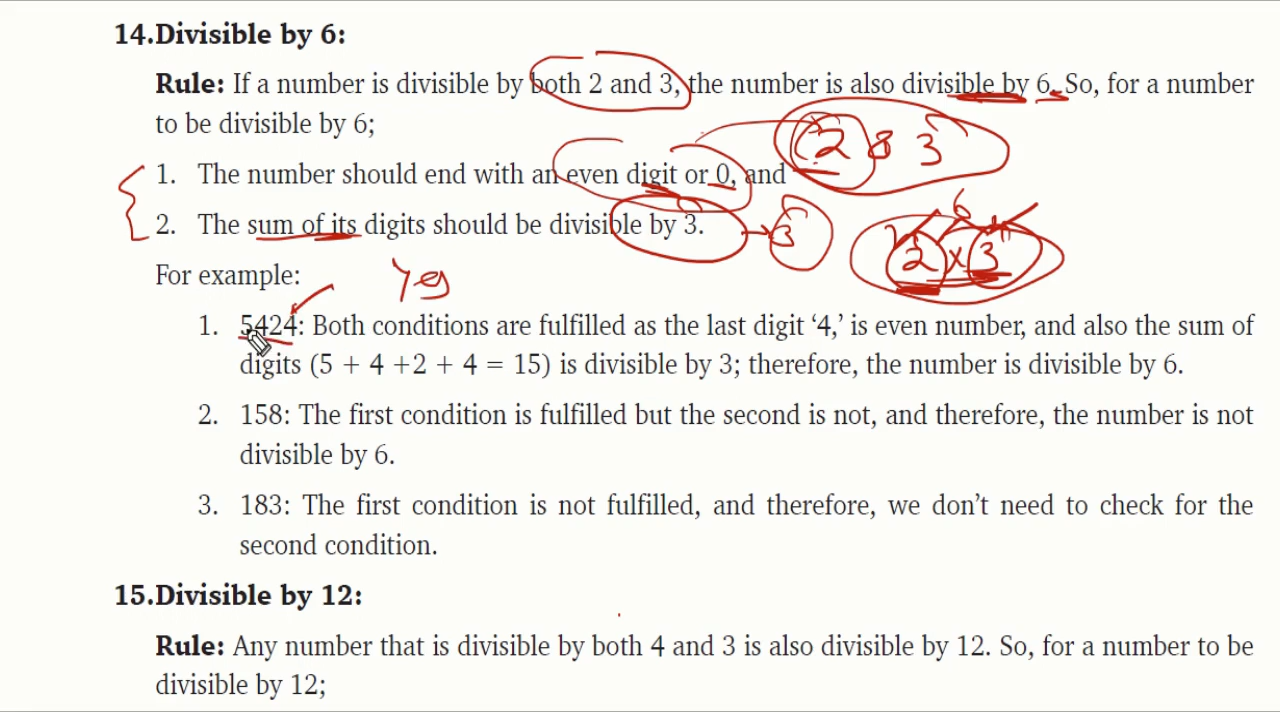 14.Divisible by 6:
Rule: If a number is divisible by both 2 and 3, the number is also divisible by 6. So, for a number
to be divisible by 6;
2 & 3
1. The number should end with an even digit or 0, and
2. The sum of its digits should be divisible by 3.
3
6
2 × 3
For example:
Yes
1. 5424: Both conditions are fulfilled as the last digit ‘4,’ is even number, and also the sum of
digits (5 + 4 +2 + 4 = 15) is divisible by 3; therefore, the number is divisible by 6.
2. 158: The first condition is fulfilled but the second is not, and therefore, the number is not
divisible by 6.
3. 183: The first condition is not fulfilled, and therefore, we don’t need to check for the
second condition.
15.Divisible by 12:
Rule: Any number that is divisible by both 4 and 3 is also divisible by 12. So, for a number to be
divisible by 12;